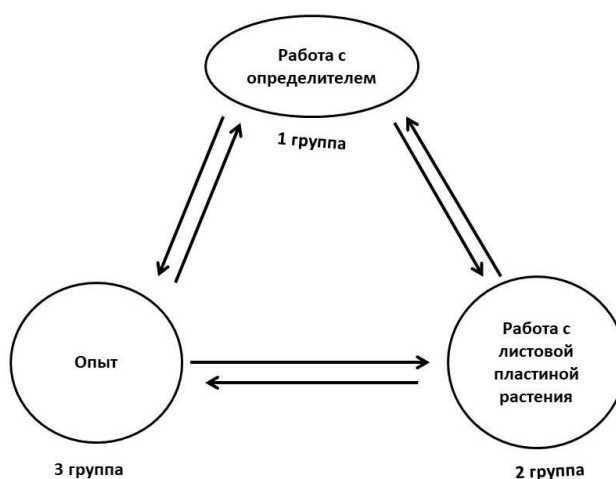 Работа с
определителем
1 группа
Опыт
3 группа
Работа с
листовой
пластиной
растения
2 группа